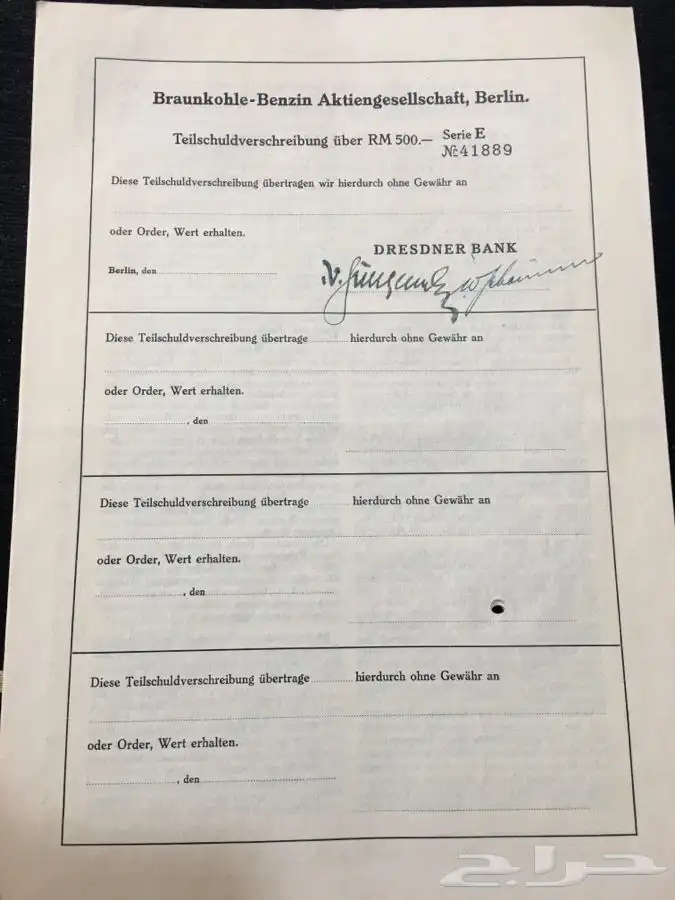 Braunkohle-Benzin Aktiengesellschaft, Berlin.
Teilschuldverschreibung über RM 500.— Serie E
№ 41889
Diese Teilschuldverschreibung übertragen wir hierdurch ohne Gewähr an
oder Order, Wert erhalten.
DRESDNER BANK
Berlin, den
Diese Teilschuldverschreibung übertrage hierdurch ohne Gewähr an
oder Order, Wert erhalten.
, den
Diese Teilschuldverschreibung übertrage hierdurch ohne Gewähr an
oder Order, Wert erhalten.
, den
Diese Teilschuldverschreibung übertrage hierdurch ohne Gewähr an
oder Order, Wert erhalten.
, den
حراج